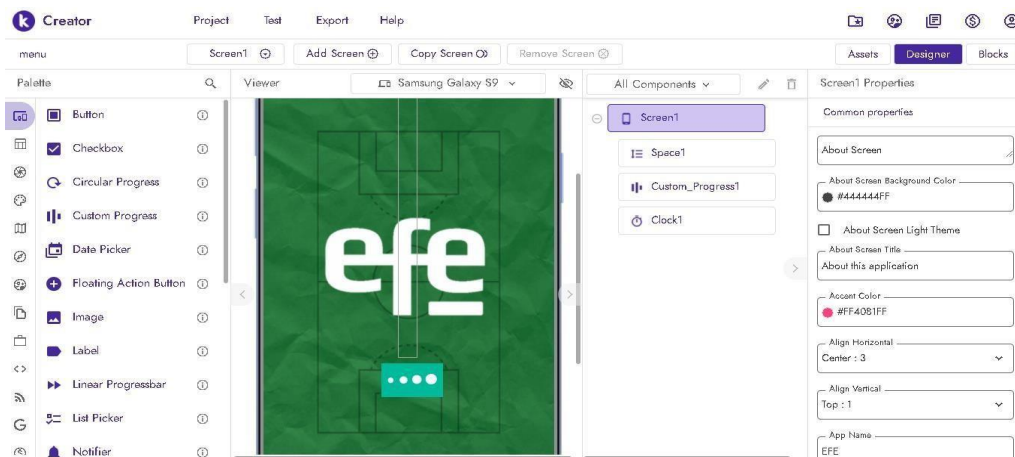 Creator
Project Test Export Help
menu
Screen1 Add Screen Copy Screen Remove Screen
Assets Designer Blocks
Palette
Button
Checkbox
Circular Progress
Custom Progress
Date Picker
Floating Action Button
Image
Label
Linear Progressbar
List Picker
Notifier
Viewer Samsung Galaxy S9
efe
All Components
Screen1
Space1
Custom_Progress1
Clock1
Screen1 Properties
Common properties
About Screen
About Screen Background Color
#444444FF
About Screen Light Theme
About Screen Title
About this application
Accent Color
#FF4081FF
Align Horizontal
Center : 3
Align Vertical
Top : 1
App Name
EFE